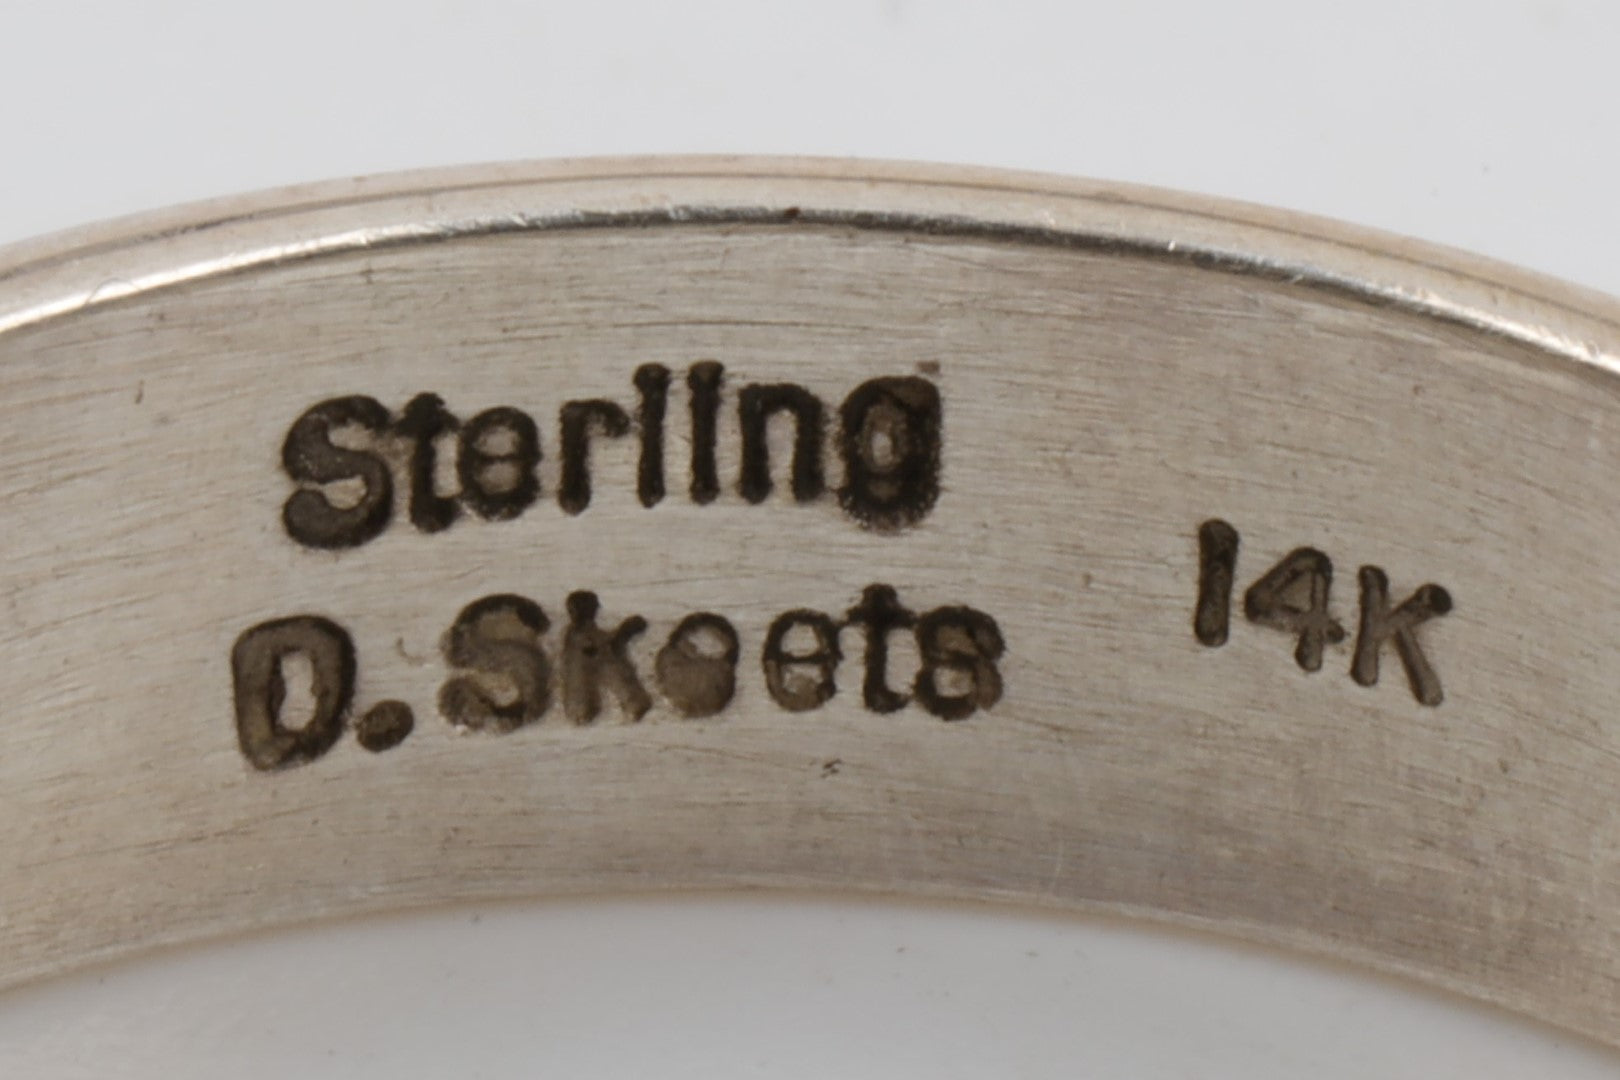 Sterling
D. Skeets
14K